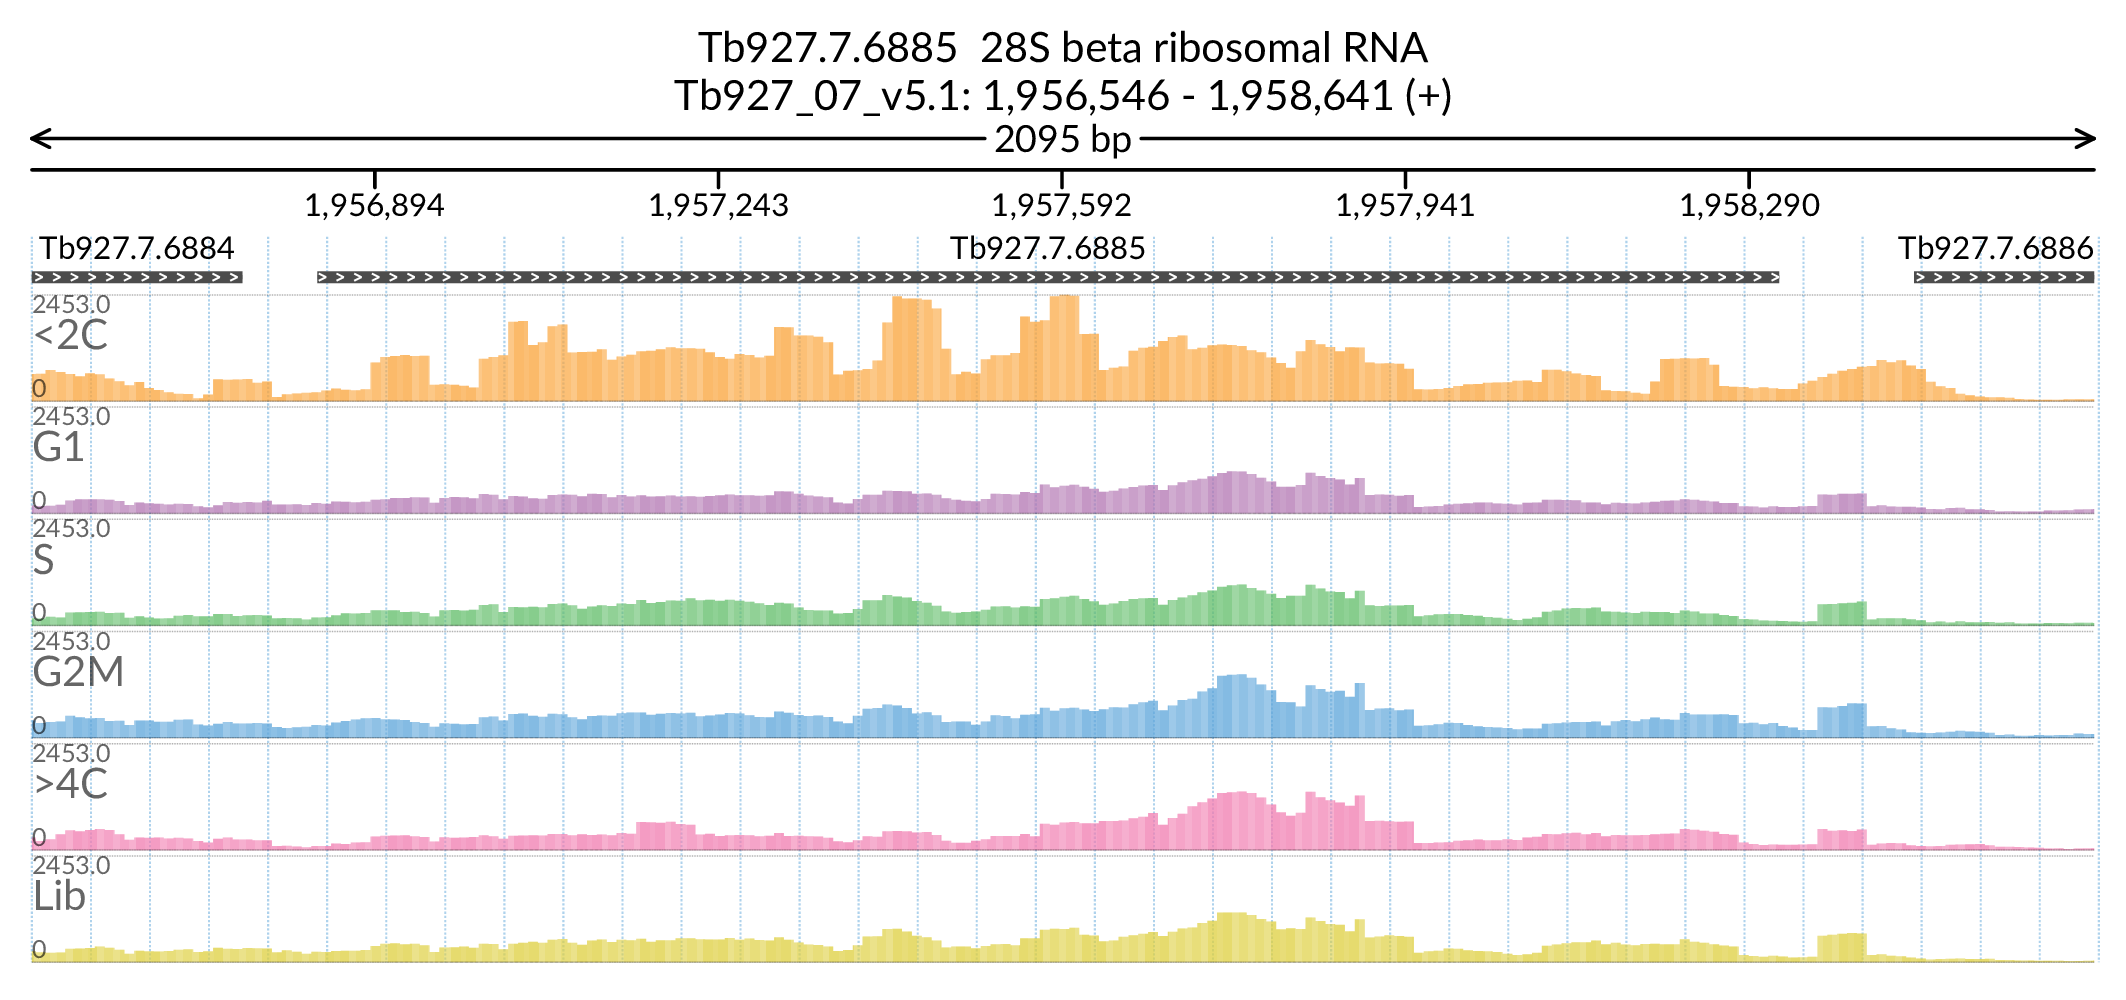 Tb927.7.6885  28S beta ribosomal RNA
Tb927_07_v5.1: 1,956,546 - 1,958,641 (+)
2095 bp
1,956,894 1,957,243 1,957,592 1,957,941 1,958,290
Tb927.7.6884 Tb927.7.6885 Tb927.7.6886
2453.0
<2C
0
2453.0
G1
0
2453.0
S
0
2453.0
G2M
0
2453.0
>4C
0
2453.0
Lib
0